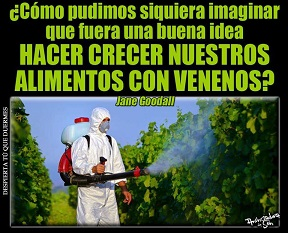 ¿Cómo pudimos siquiera imaginar
que fuera una buena idea
HACER CRECER NUESTROS
ALIMENTOS CON VENENOS?
Jane Goodall
DESPIERTA TÚ QUE DUERMES